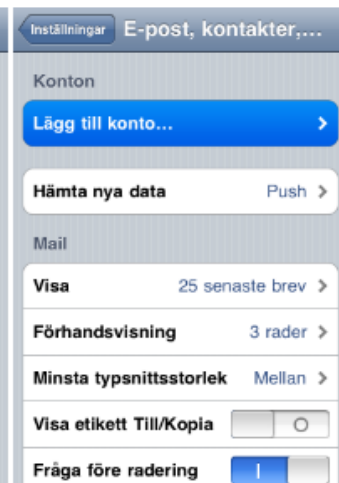 Inställningar E-post, kontakter,...
Konton
Lägg till konto...
Hämta nya data Push
Mail
Visa 25 senaste brev
Förhandsvisning 3 rader
Minsta typsnittsstorlek Mellan
Visa etikett Till/Kopia
Fråga före radering